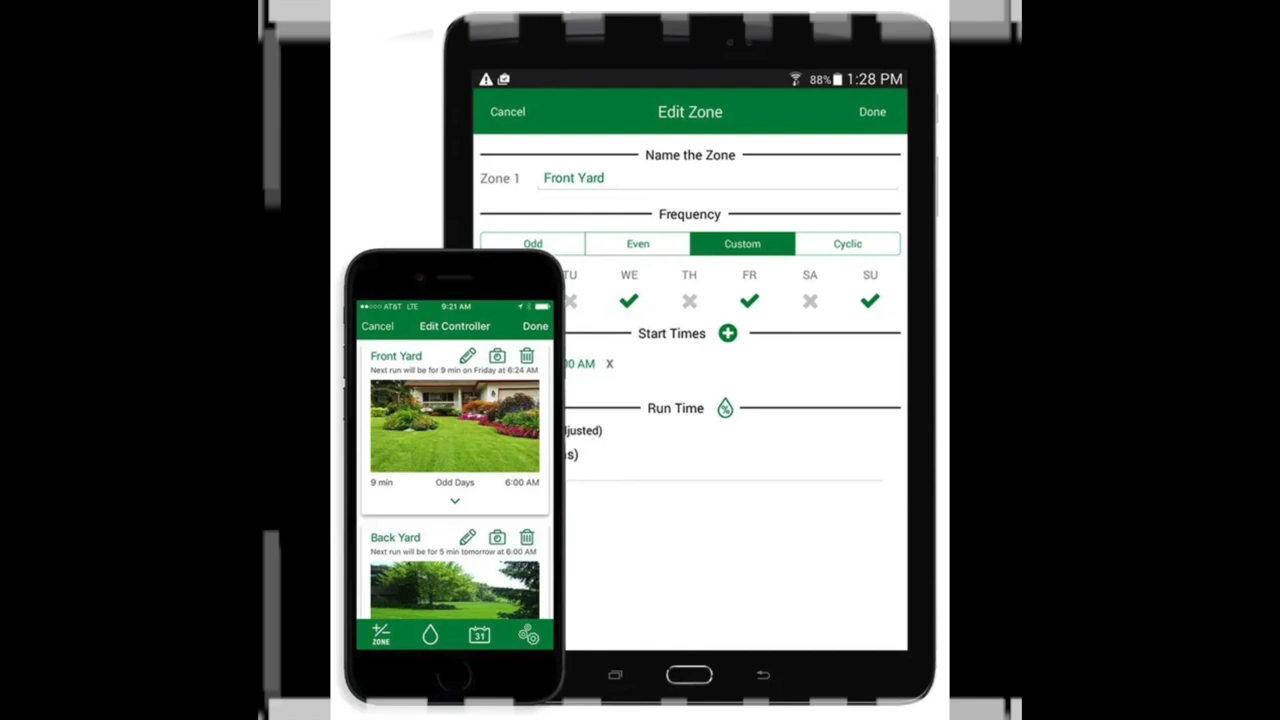 88% 1:28 PM
Cancel Edit Zone Done
Name the Zone
Zone 1 Front Yard
Frequency
Odd Even Custom Cyclic
TU WE TH FR SA SU
Start Times
00 AM X
Run Time %
djusted)
s)
AT&T LTE 9:21 AM
Cancel Edit Controller Done
Front Yard
Next run will be for 9 min on Friday at 6:24 AM
9 min Odd Days 6:00 AM
Back Yard
Next run will be for 5 min tomorrow at 6:00 AM
+/- ZONE 31